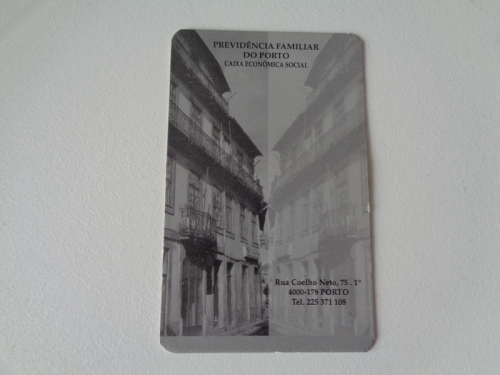 PREVIDÊNCIA FAMILIAR
DO PORTO
CAIXA ECONÓMICA SOCIAL
Rua Coelho Neto, 75 . 1º
4000-178 PORTO
Tel. 225 371 108